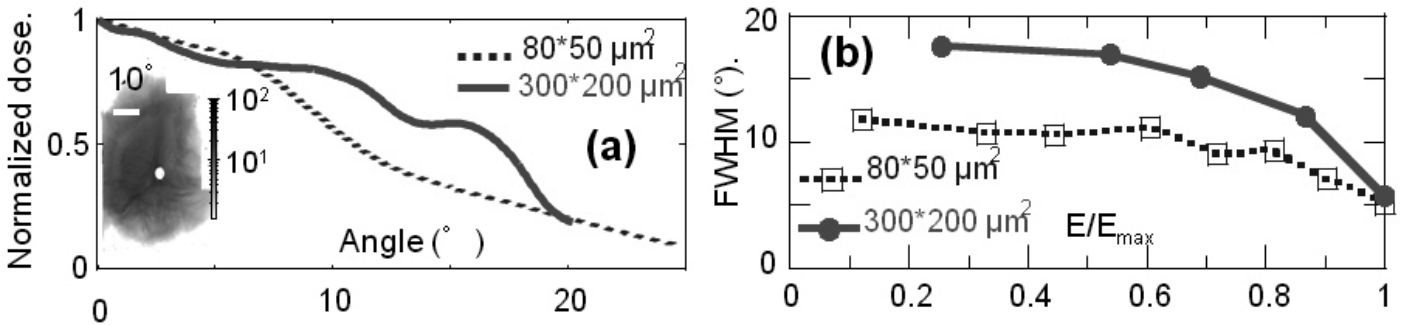 Normalized dose.
1
0.5
0
0
10
20
Angle (° )
80*50 µm²
300*200 µm²
(a)
10°
10²
10¹
FWHM (°).
20
10
0
0
0.2
0.4
0.6
0.8
1
E/Emax
(b)
80*50 µm²
300*200 µm²